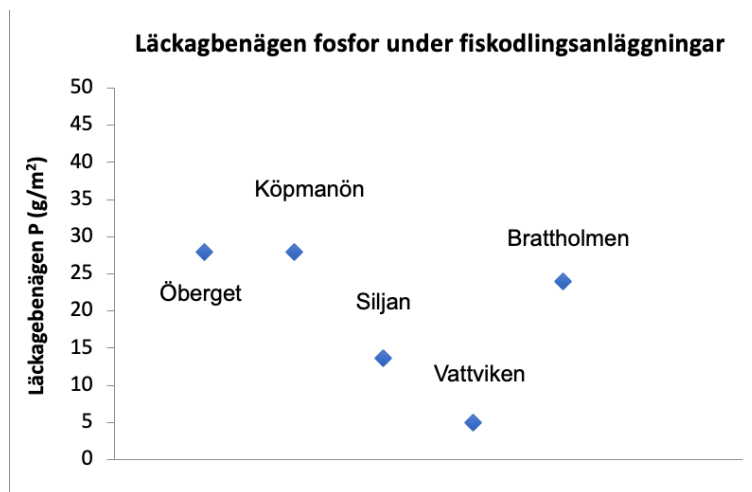 Läckagbenägen fosfor under fiskodlingsanläggningar
Läckagebenägen P (g/m²)
50
45
40
35
30
25
20
15
10
5
0
Köpmanön
Brattholmen
Öberget
Siljan
Vattviken